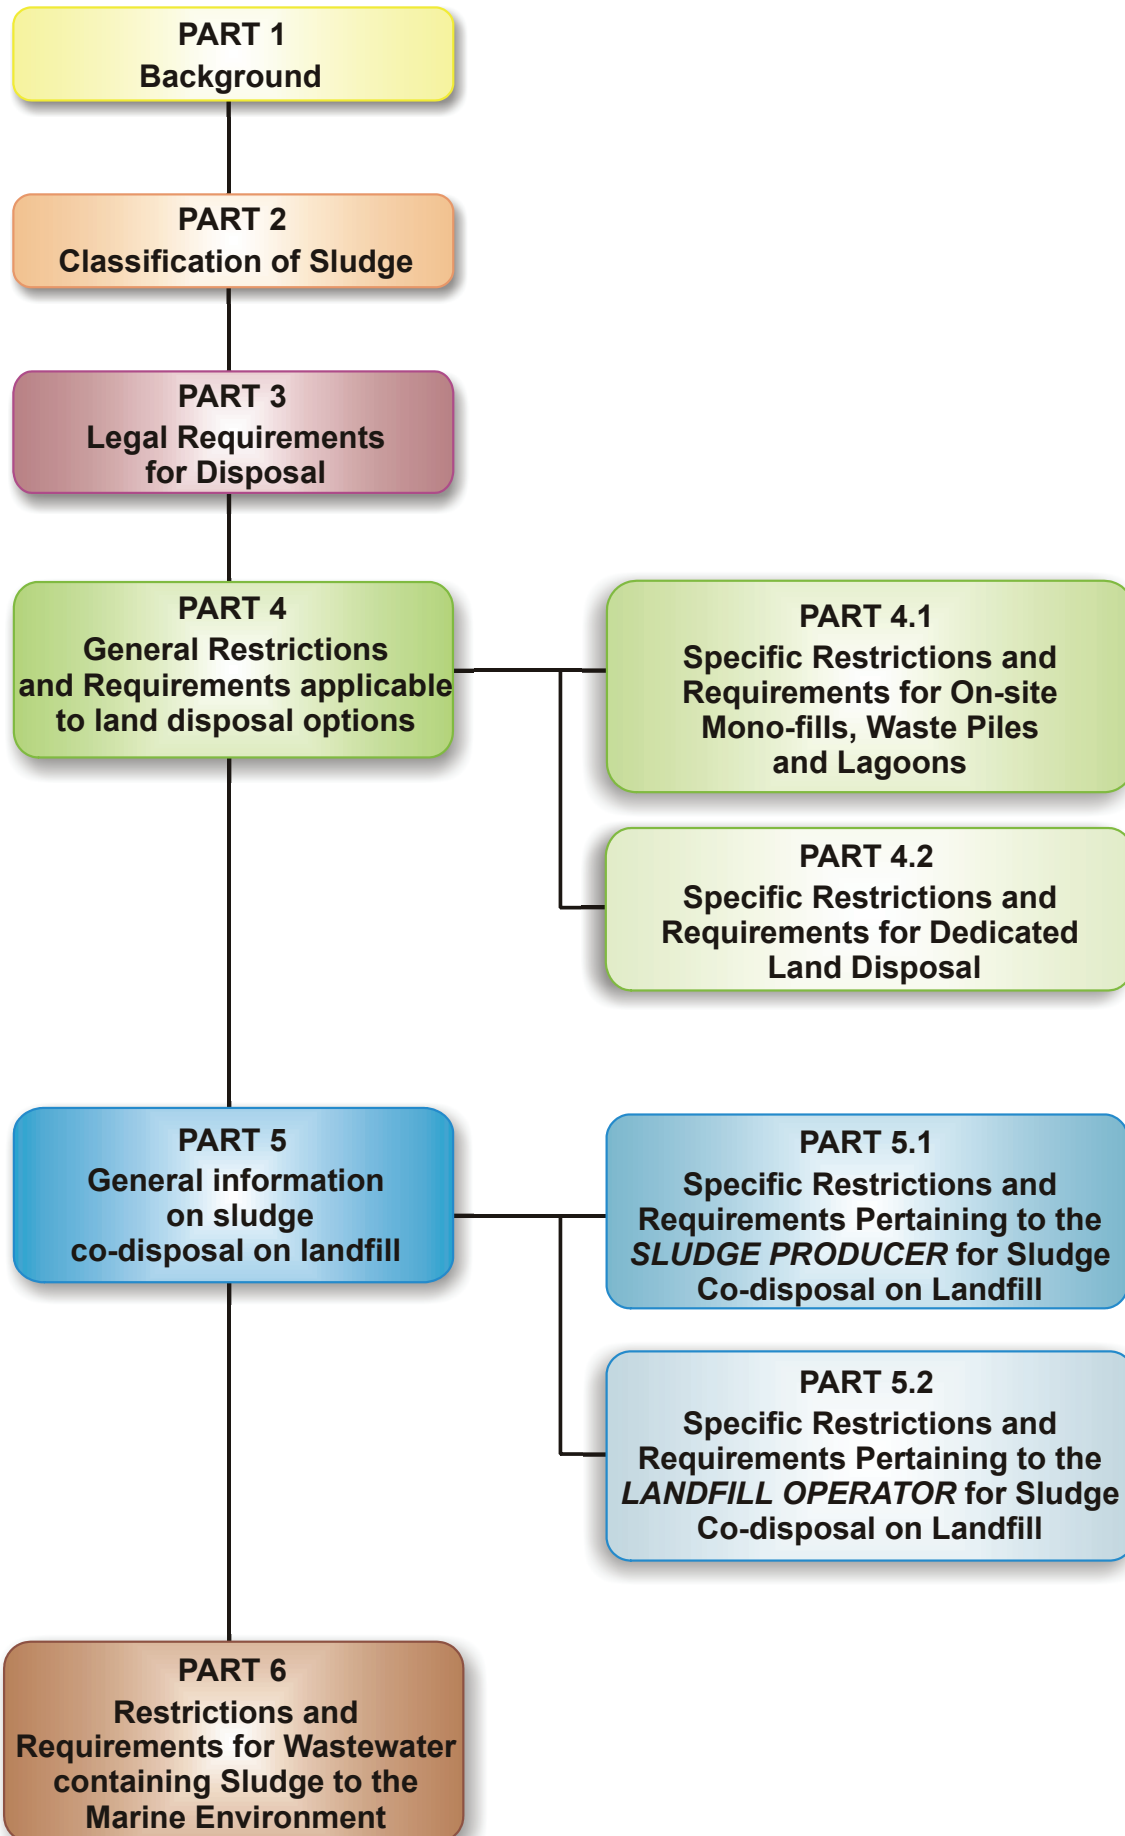 PART 1
Background
PART 2
Classification of Sludge
PART 3
Legal Requirements
for Disposal
PART 4
General Restrictions
and Requirements applicable
to land disposal options
PART 4.1
Specific Restrictions and
Requirements for On-site
Mono-fills, Waste Piles
and Lagoons
PART 4.2
Specific Restrictions and
Requirements for Dedicated
Land Disposal
PART 5
General information
on sludge
co-disposal on landfill
PART 5.1
Specific Restrictions and
Requirements Pertaining to the
SLUDGE PRODUCER for Sludge
Co-disposal on Landfill
PART 5.2
Specific Restrictions and
Requirements Pertaining to the
LANDFILL OPERATOR for Sludge
Co-disposal on Landfill
PART 6
Restrictions and
Requirements for Wastewater
containing Sludge to the
Marine Environment